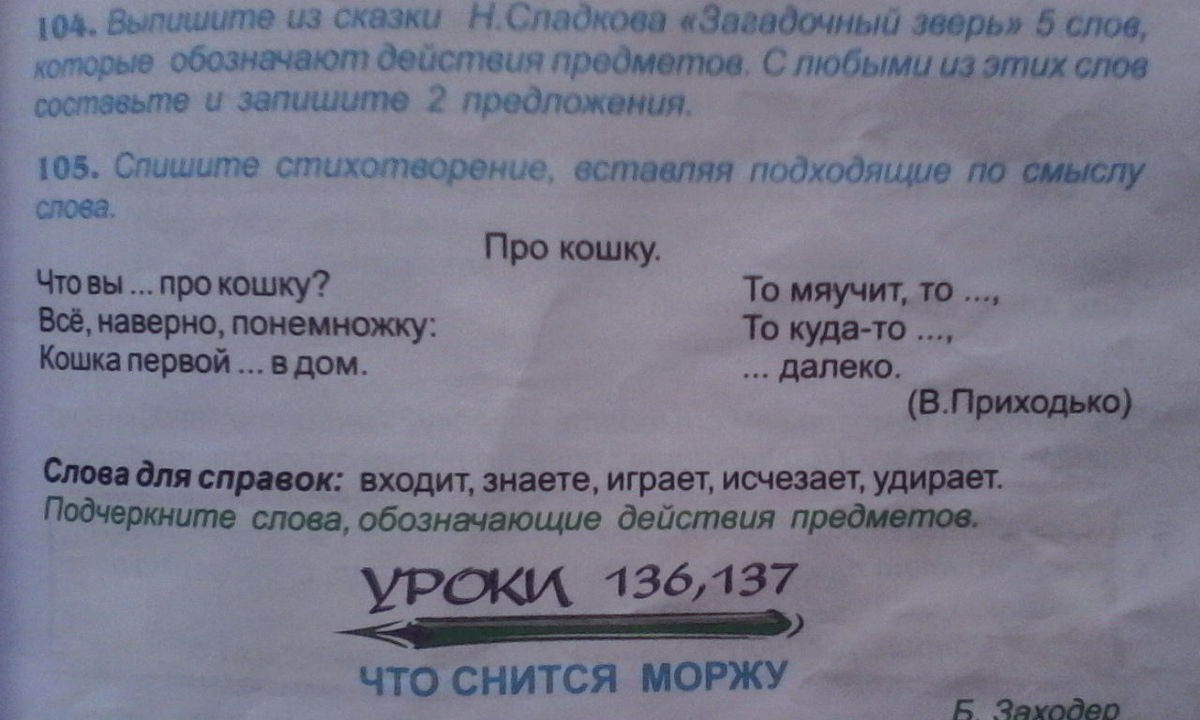 104. Выпишите из сказки Н.Сладкова «Загадочный зверь» 5 слов,
которые обозначают действия предметов. С любыми из этих слов
составьте и запишите 2 предложения.
105. Спишите стихотворение, вставляя подходящие по смыслу
слова.
Про кошку.
Что вы ... про кошку?
Всё, наверно, понемножку:
Кошка первой ... в дом.
То мяучит, то ...,
То куда-то ...,
... далеко.
(В.Приходько)
Слова для справок: входит, знаете, играет, исчезает, удирает.
Подчеркните слова, обозначающие действия предметов.
УРОКИ 136,137
ЧТО СНИТСЯ МОРЖУ
Б. Заходер